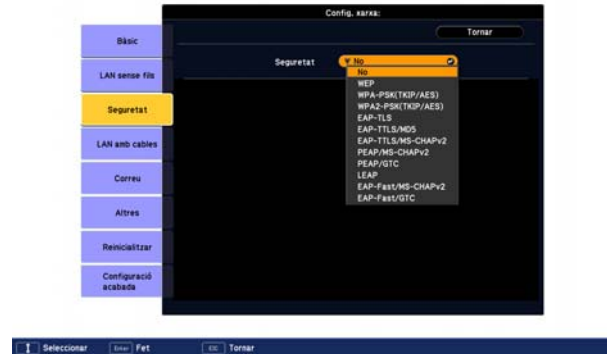 Config, xarxa:
Tornar
Bàsic
LAN sense fils
Seguretat
LAN amb cables
Correu
Altres
Reinicialitzar
Configuració
acabada
Seguretat
No
No
WEP
WPA-PSK(TKIP/AES)
WPA2-PSK(TKIP/AES)
EAP-TLS
EAP-TTLS/MD5
EAP-TTLS/MS-CHAPv2
PEAP/MS-CHAPv2
PEAP/GTC
LEAP
EAP-Fast/MS-CHAPv2
EAP-Fast/GTC
Seleccionar Enter Fet ESC Tornar